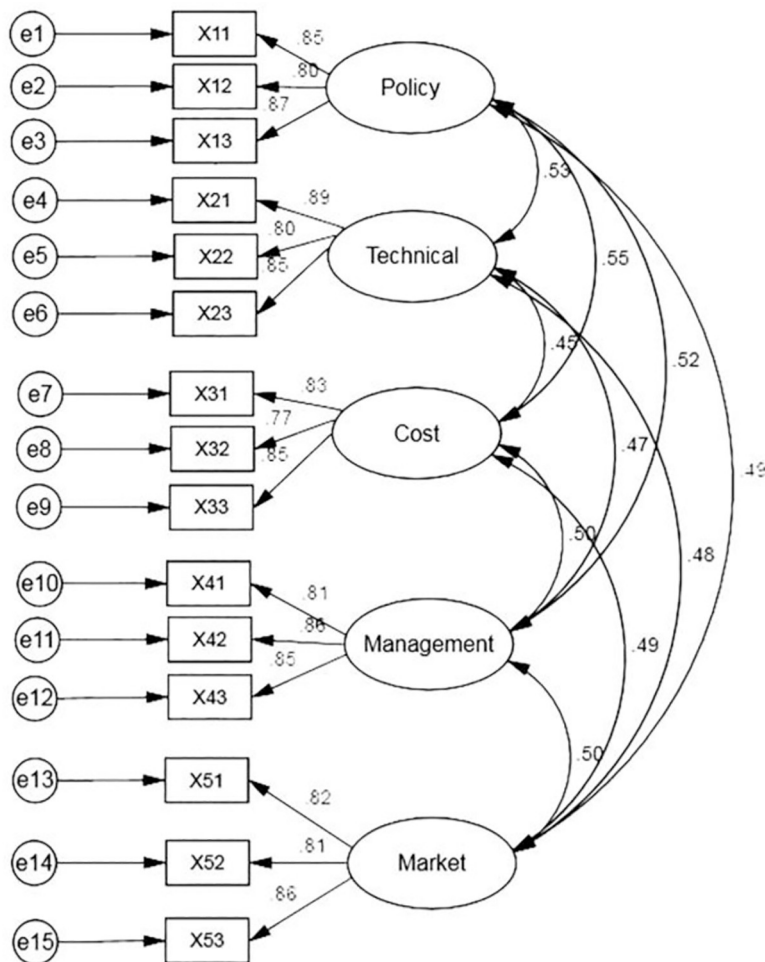 e1
X11
.85
Policy
e2
X12
.80
e3
X13
.87
e4
X21
.89
.53
Technical
e5
X22
.80
.55
e6
X23
.85
e7
X31
.83
.45
.52
Cost
e8
X32
.77
.47
.49
e9
X33
.85
e10
X41
.81
.50
.48
Management
e11
X42
.86
.49
e12
X43
.85
e13
X51
.82
.50
Market
e14
X52
.81
e15
X53
.86